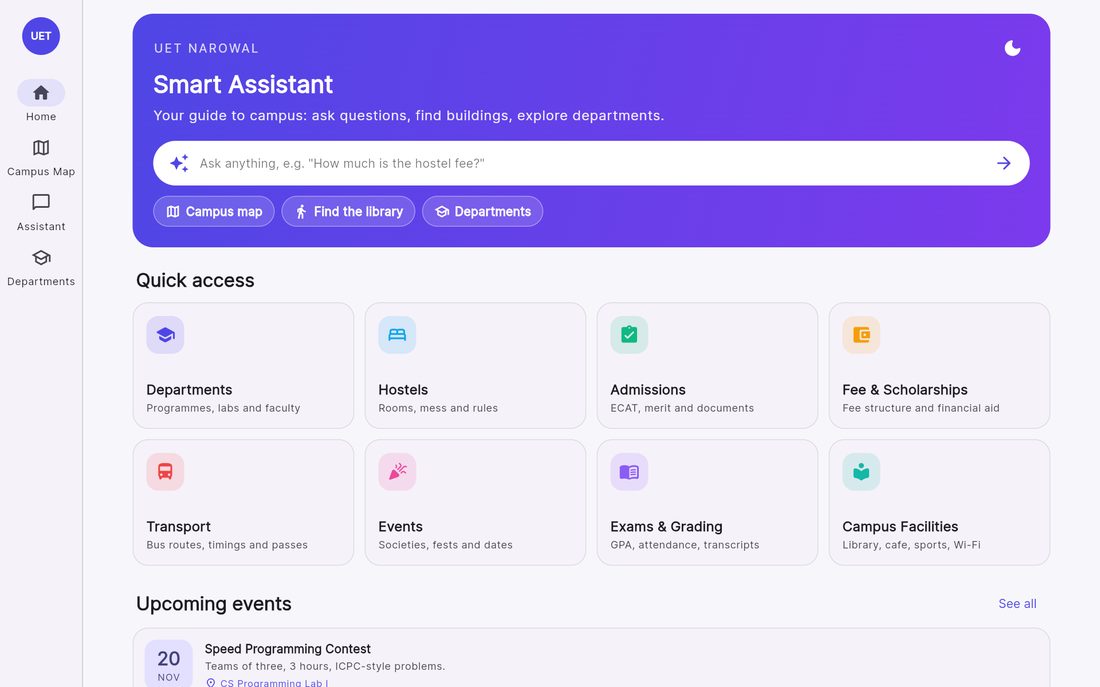 UET
Home
Campus Map
Assistant
Departments
UET NAROWAL
Smart Assistant
Your guide to campus: ask questions, find buildings, explore departments.
Ask anything, e.g. "How much is the hostel fee?"
Campus map
Find the library
Departments
Quick access
Departments
Programmes, labs and faculty
Hostels
Rooms, mess and rules
Admissions
ECAT, merit and documents
Fee & Scholarships
Fee structure and financial aid
Transport
Bus routes, timings and passes
Events
Societies, fests and dates
Exams & Grading
GPA, attendance, transcripts
Campus Facilities
Library, cafe, sports, Wi-Fi
Upcoming events
See all
20
NOV
Speed Programming Contest
Teams of three, 3 hours, ICPC-style problems.
CS Programming Lab I